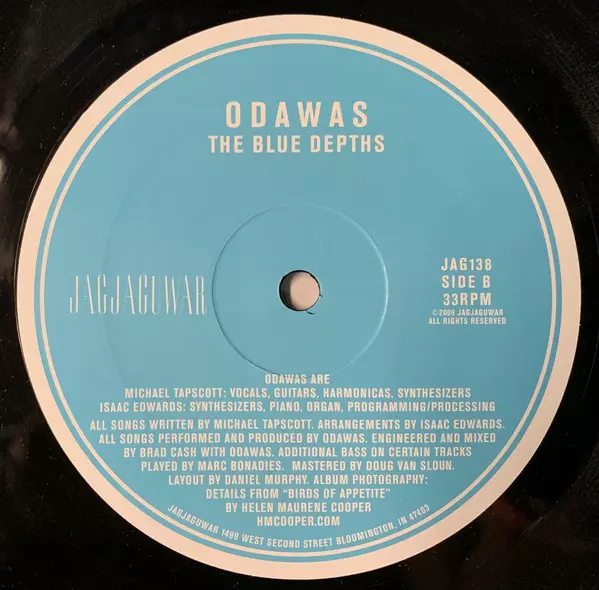 ODAWAS
THE BLUE DEPTHS
JAGJAGUWAR
JAG138
SIDE B
33RPM
© 2009 JAGJAGUWAR
ALL RIGHTS RESERVED
ODAWAS ARE
MICHAEL TAPSCOTT: VOCALS, GUITARS, HARMONICAS, SYNTHESIZERS
ISAAC EDWARDS: SYNTHESIZERS, PIANO, ORGAN, PROGRAMMING/PROCESSING
ALL SONGS WRITTEN BY MICHAEL TAPSCOTT. ARRANGEMENTS BY ISAAC EDWARDS.
ALL SONGS PERFORMED AND PRODUCED BY ODAWAS. ENGINEERED AND MIXED
BY BRAD CASH WITH ODAWAS. ADDITIONAL BASS ON CERTAIN TRACKS
PLAYED BY MARC BONADIES. MASTERED BY DOUG VAN SLOUN.
LAYOUT BY DANIEL MURPHY. ALBUM PHOTOGRAPHY:
DETAILS FROM "BIRDS OF APPETITE"
BY HELEN MAURENE COOPER
HMCOOPER.COM
JAGJAGUWAR 1499 WEST SECOND STREET BLOOMINGTON, IN 47403